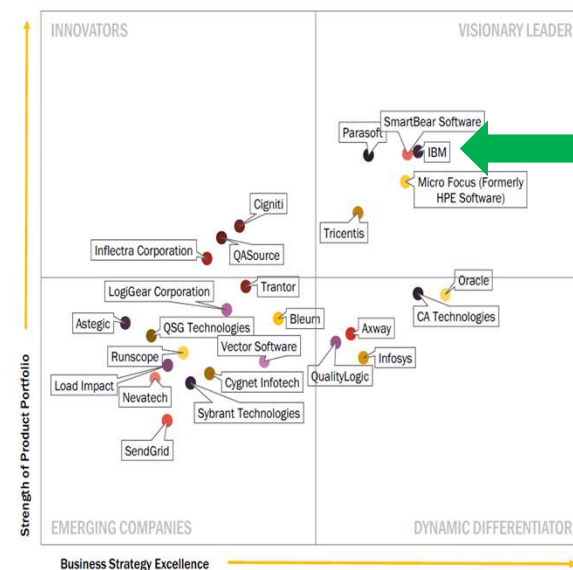 INNOVATORS
VISIONARY LEADER
SmartBear Software
Parasoft
IBM
Micro Focus (Formerly
HPE Software)
Cigniti
Tricentis
Inflectra Corporation
QASource
Trantor
Oracle
LogiGear Corporation
CA Technologies
Astegic
QSG Technologies
Bleum
Axway
Runscope
Vector Software
Infosys
Load Impact
Cygnet Infotech
QualityLogic
Nevatech
Sybrant Technologies
SendGrid
EMERGING COMPANIES
DYNAMIC DIFFERENTIATOR
Strength of Product Portfolio
Business Strategy Excellence